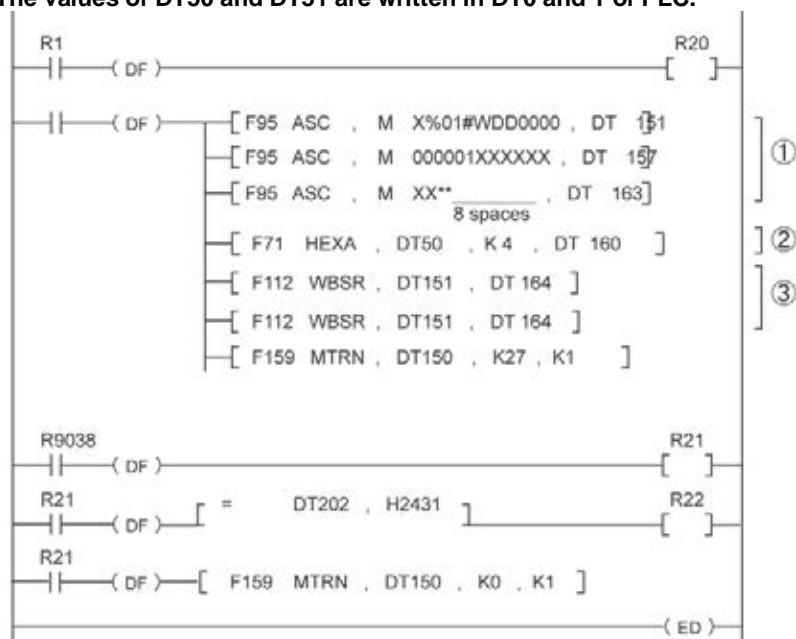 The values of DT50 and DT51 are written in DT0 and 1 of PLC.
R1
( DF )
R20
[ ]
( DF )
[ F95 ASC , M X%01#WDD0000 , DT 151 ]
[ F95 ASC , M 000001XXXXXX , DT 157 ]
①
[ F95 ASC , M XX**________ , DT 163]
8 spaces
[ F71 HEXA , DT50 , K 4 , DT 160 ]
②
[ F112 WBSR , DT151 , DT 164 ]
③
[ F112 WBSR , DT151 , DT 164 ]
[ F159 MTRN , DT150 , K27 , K1 ]
R9038
( DF )
R21
[ ]
R21
( DF )
[ = DT202 , H2431 ]
R22
[ ]
R21
( DF ) [ F159 MTRN , DT150 , K0 , K1 ]
( ED )